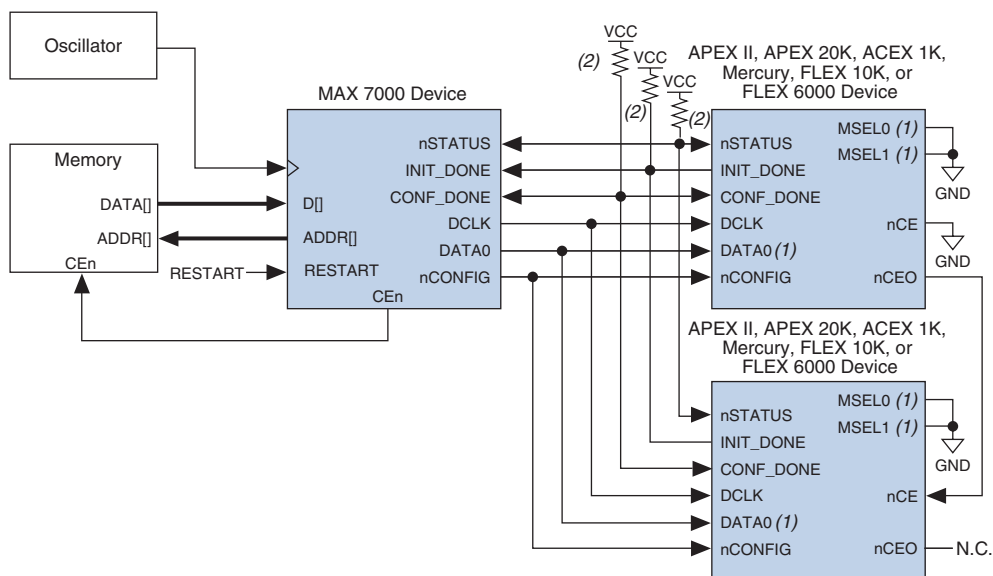 Oscillator
VCC
(2)
VCC
(2)
VCC
(2)
APEX II, APEX 20K, ACEX 1K,
Mercury, FLEX 10K, or
FLEX 6000 Device
MAX 7000 Device
Memory
DATA[]
ADDR[]
CEn
RESTART
D[]
ADDR[]
RESTART
CEn
nSTATUS
INIT_DONE
CONF_DONE
DCLK
DATA0
nCONFIG
nSTATUS
INIT_DONE
CONF_DONE
DCLK
DATA0 (1)
nCONFIG
MSEL0 (1)
MSEL1 (1)
GND
nCE
GND
nCEO
APEX II, APEX 20K, ACEX 1K,
Mercury, FLEX 10K, or
FLEX 6000 Device
nSTATUS
INIT_DONE
CONF_DONE
DCLK
DATA0 (1)
nCONFIG
MSEL0 (1)
MSEL1 (1)
GND
nCE
nCEO
N.C.